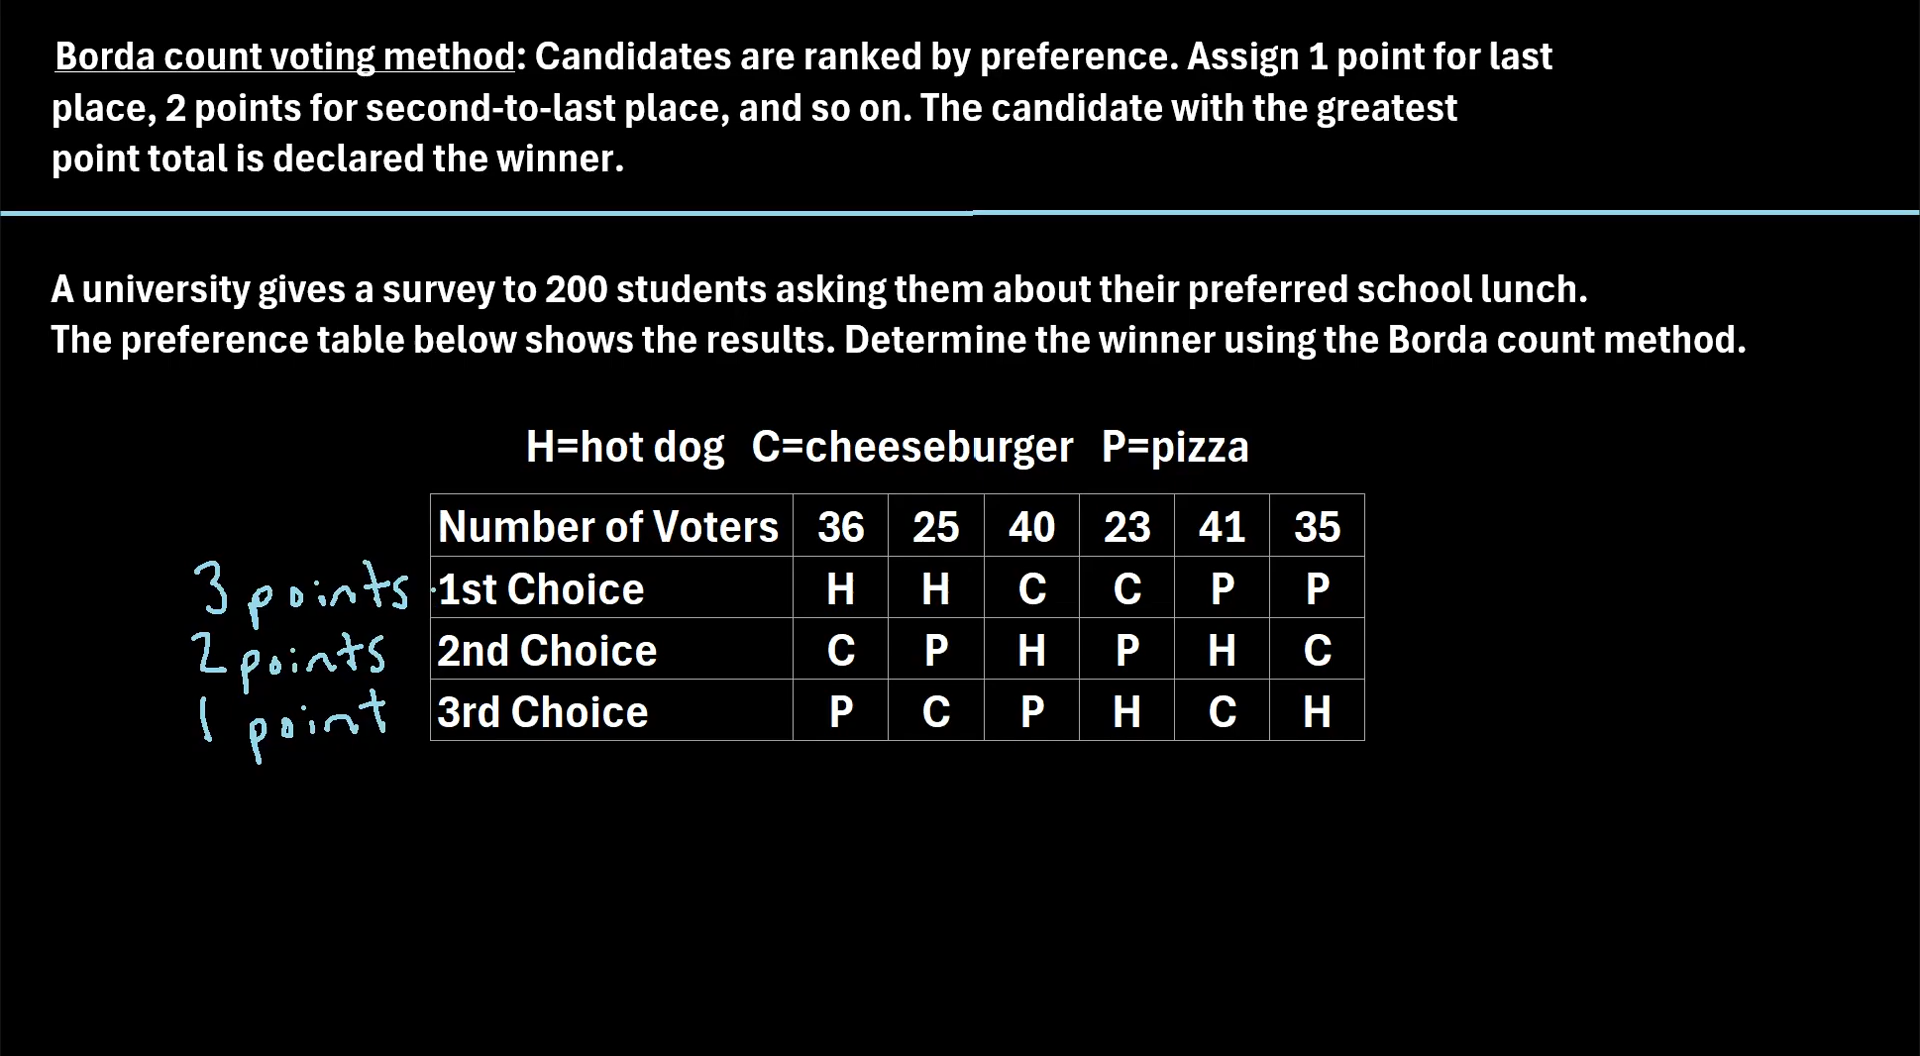 Borda count voting method: Candidates are ranked by preference. Assign 1 point for last
place, 2 points for second-to-last place, and so on. The candidate with the greatest
point total is declared the winner.
A university gives a survey to 200 students asking them about their preferred school lunch.
The preference table below shows the results. Determine the winner using the Borda count method.
H=hot dog C=cheeseburger P=pizza
Number of Voters 36 25 40 23 41 35
3 points 1st Choice H H C C P P
2 points 2nd Choice C P H P H C
1 point 3rd Choice P C P H C H